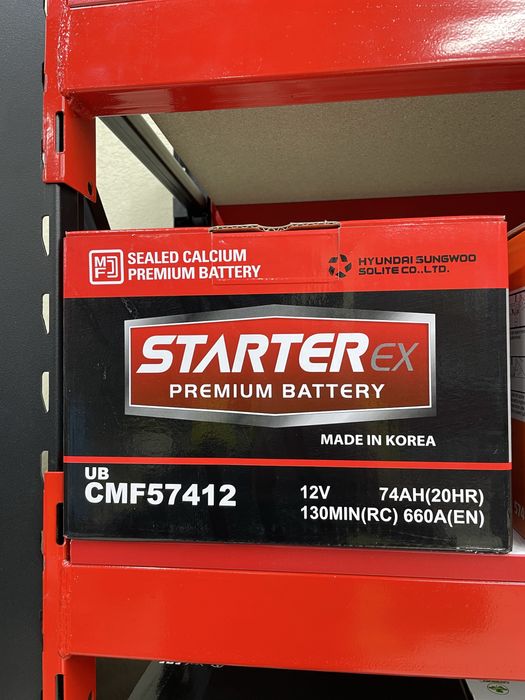 MFD
SEALED CALCIUM
PREMIUM BATTERY
HYUNDAI SUNGWOO
SOLITE CO.,LTD.
STARTER EX
PREMIUM BATTERY
MADE IN KOREA
UB
CMF57412
12V 74AH(20HR)
130MIN(RC) 660A(EN)